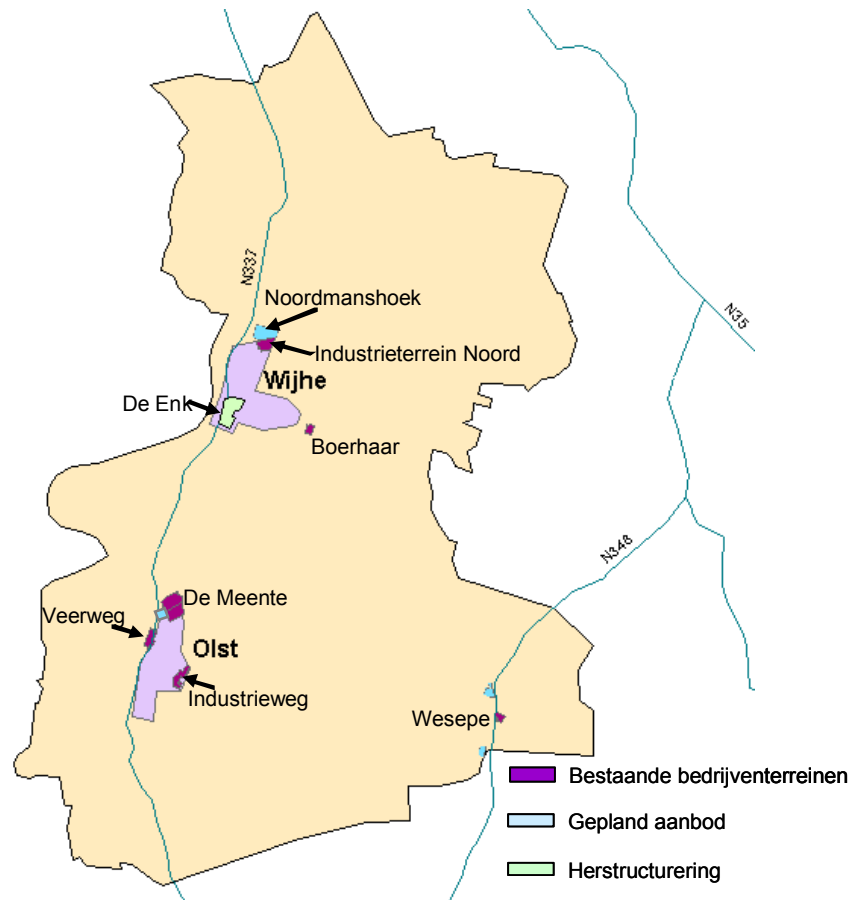 N337
Noordmanshoek
N35
Industrieterrein Noord
Wijhe
De Enk
Boerhaar
N348
De Meente
Veerweg
Olst
Industrieweg
Wesepe
Bestaande bedrijventerreinen
Gepland aanbod
Herstructurering